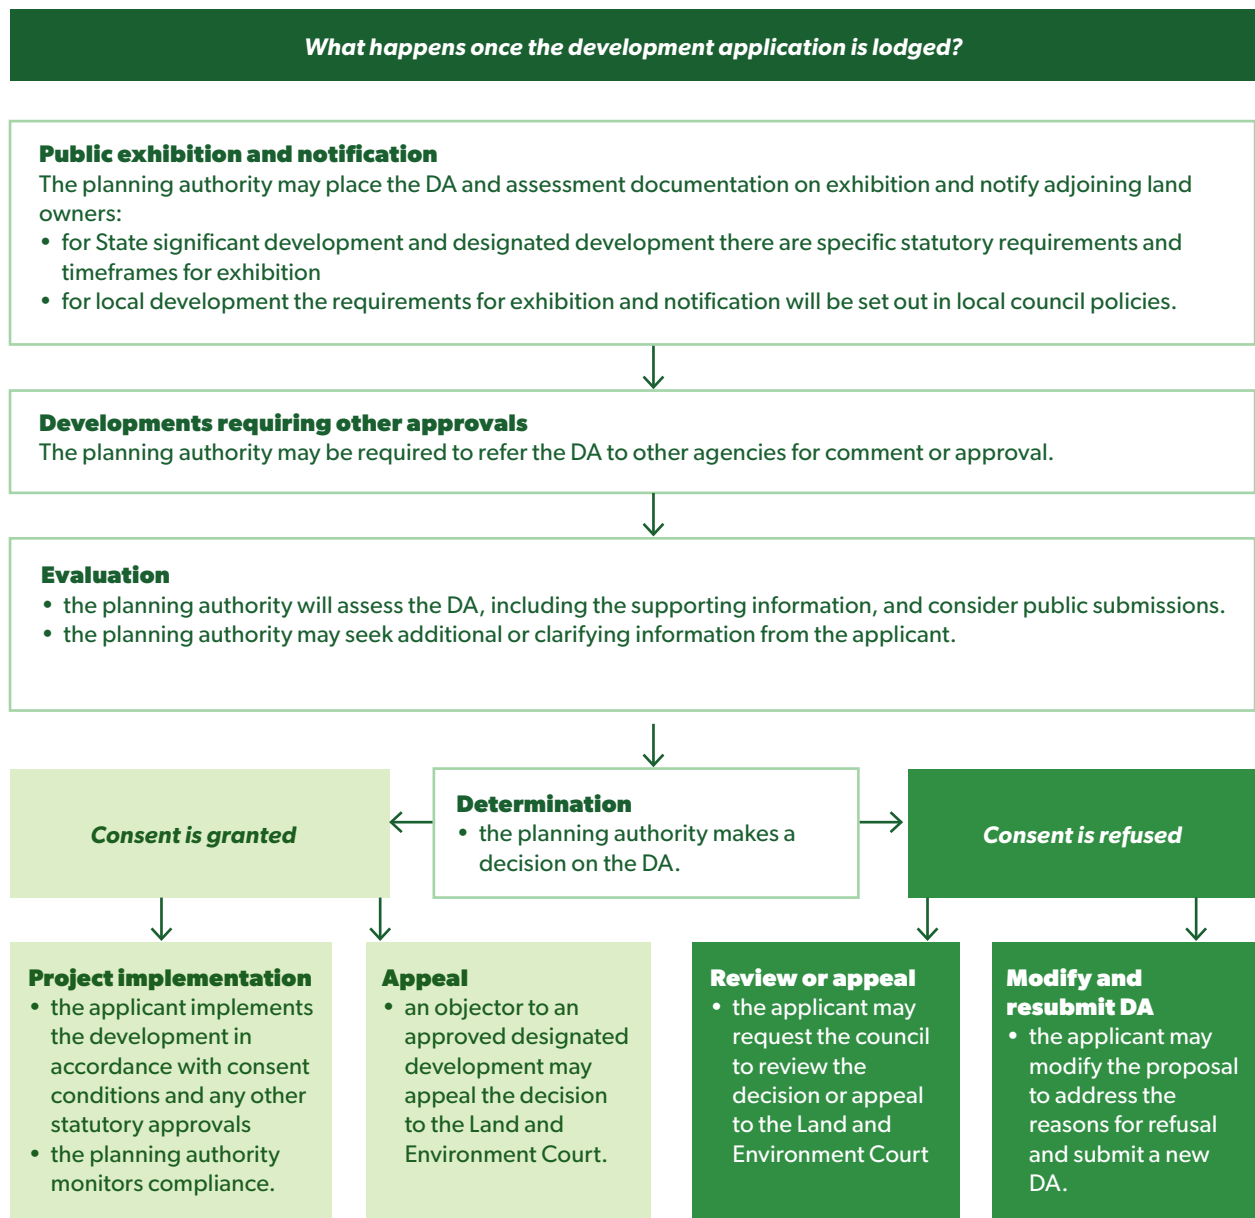 What happens once the development application is lodged?
Public exhibition and notification
The planning authority may place the DA and assessment documentation on exhibition and notify adjoining land
owners:
• for State significant development and designated development there are specific statutory requirements and
timeframes for exhibition
• for local development the requirements for exhibition and notification will be set out in local council policies.
Developments requiring other approvals
The planning authority may be required to refer the DA to other agencies for comment or approval.
Evaluation
• the planning authority will assess the DA, including the supporting information, and consider public submissions.
• the planning authority may seek additional or clarifying information from the applicant.
Consent is granted
Determination
• the planning authority makes a
decision on the DA.
Consent is refused
Project implementation
• the applicant implements
the development in
accordance with consent
conditions and any other
statutory approvals
• the planning authority
monitors compliance.
Appeal
• an objector to an
approved designated
development may
appeal the decision
to the Land and
Environment Court.
Review or appeal
• the applicant may
request the council
to review the
decision or appeal
to the Land and
Environment Court
Modify and
resubmit DA
• the applicant may
modify the proposal
to address the
reasons for refusal
and submit a new
DA.